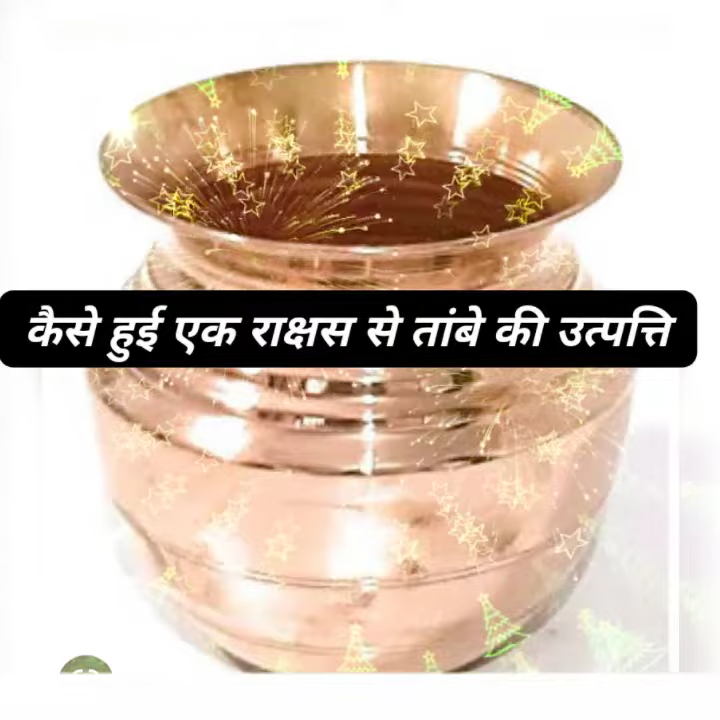 कैसे हुई एक राक्षस से तांबे की उत्पत्ति